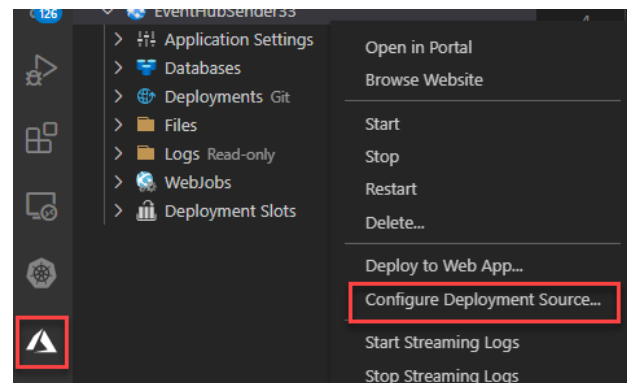 126
EventHubSender33
Application Settings
Databases
Deployments Git
Files
Logs Read-only
WebJobs
Deployment Slots
4
Open in Portal
Browse Website
Start
Stop
Restart
Delete...
Deploy to Web App...
Configure Deployment Source...
Start Streaming Logs
Stop Streaming Logs